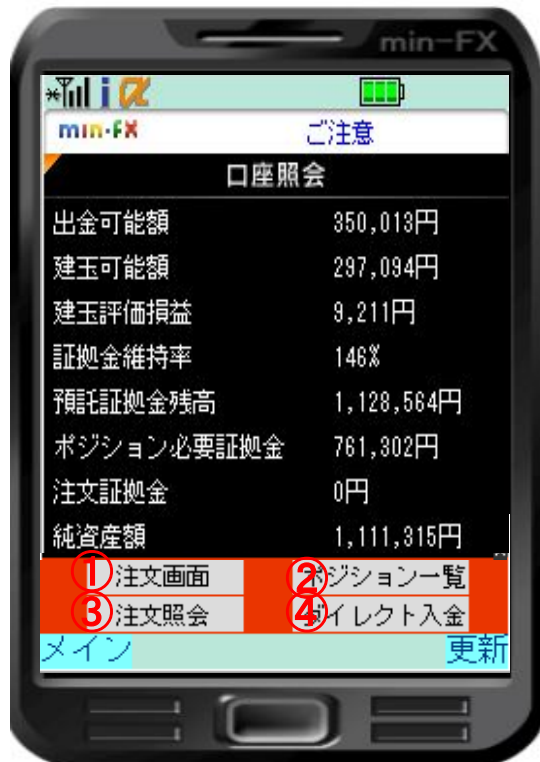 min-FX
i α
min-FX ご注意
口座照会
出金可能額 350,013円
建玉可能額 297,094円
建玉評価損益 9,211円
証拠金維持率 146%
預託証拠金残高 1,128,564円
ポジション必要証拠金 761,302円
注文証拠金 0円
純資産額 1,111,315円
①注文画面 ②ポジション一覧
③注文照会 ④ダイレクト入金
メイン 更新